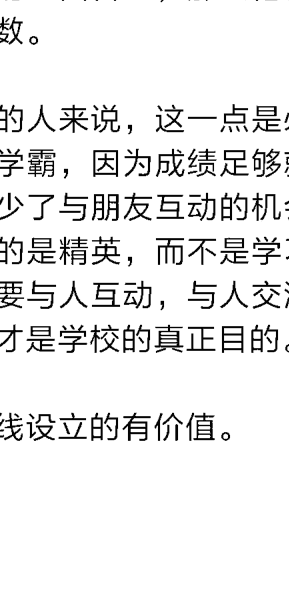 数。
的人来说，这一点是
学霸，因为成绩足够
少了与朋友互动的机
的是精英，而不是学
要与人互动，与人交
才是学校的真正目的。
线设立的有价值。